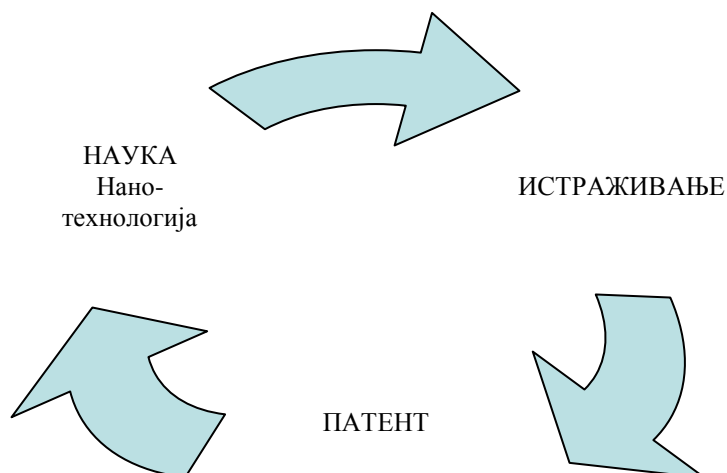 НАУКА
Нано-
технологија
ИСТРАЖИВАЊЕ
ПАТЕНТ